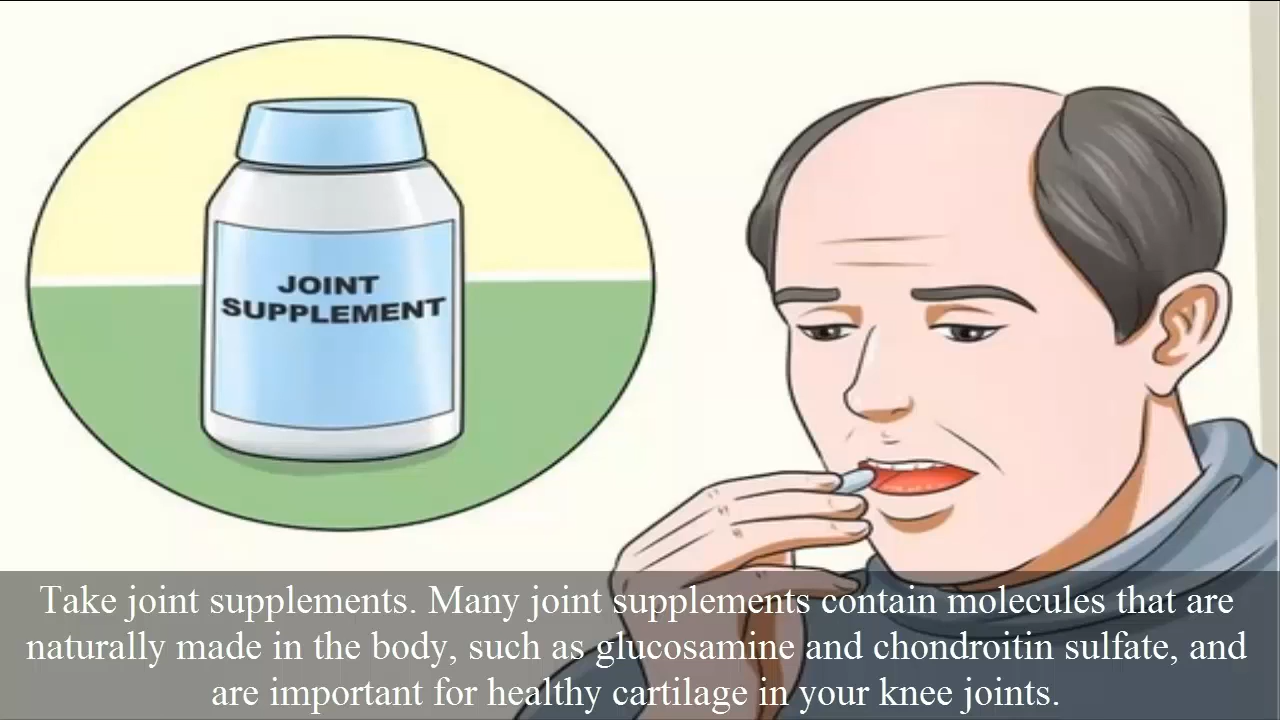 JOINT
SUPPLEMENT
Take joint supplements. Many joint supplements contain molecules that are
naturally made in the body, such as glucosamine and chondroitin sulfate, and
are important for healthy cartilage in your knee joints.